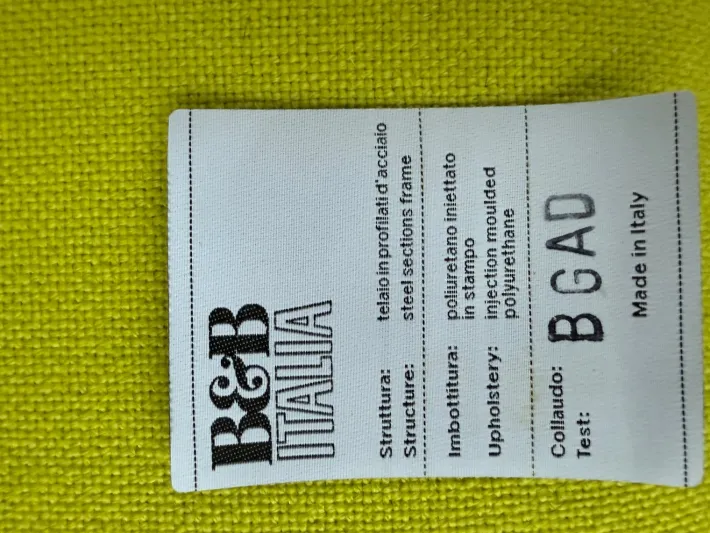 B&B
ITALIA
Struttura: telaio in profilati d'acciaio
Structure: steel sections frame
Imbottitura: poliuretano iniettato
in stampo
Upholstery: injection moulded
polyurethane
Collaudo:
Test: BGAD
Made in Italy